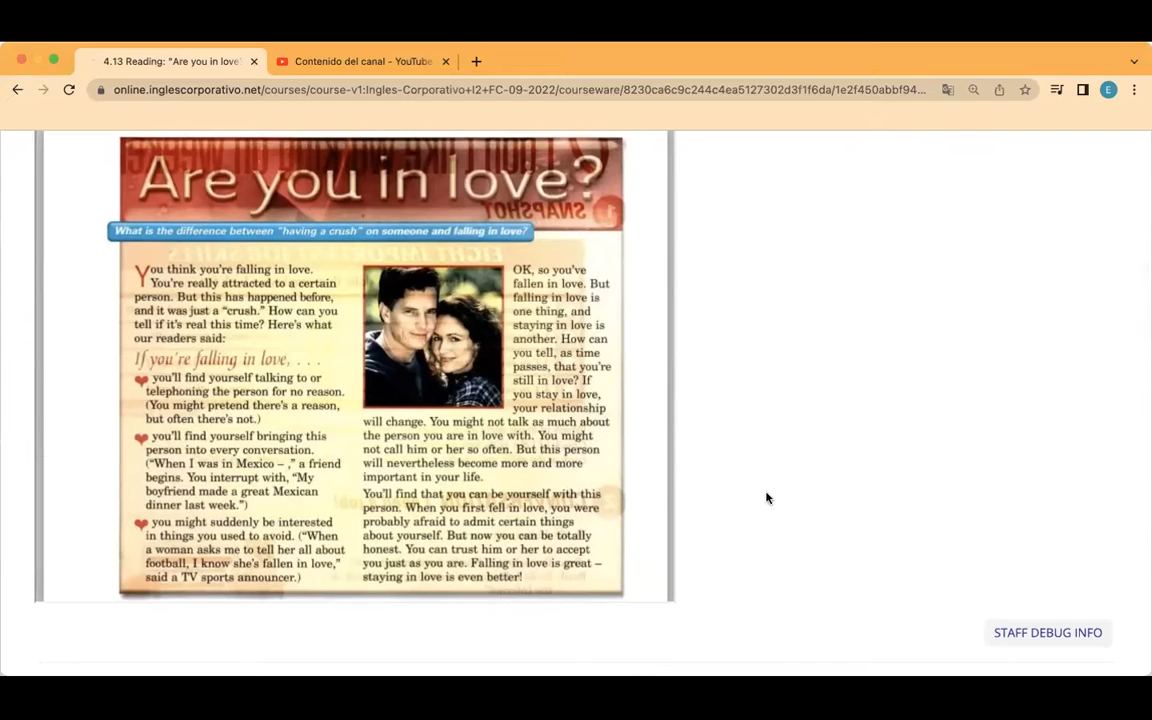 4.13 Reading: "Are you in love
Contenido del canal - YouTube
online.inglescorporativo.net/courses/course-v1:Ingles-Corporativo+I2+FC-09-2022/courseware/8230ca6c9c244c4ea5127302d3f1f6da/1e2f450abbf94...
E
Are you in love?
SNAPSHOT
What is the difference between "having a crush" on someone and falling in love?
You think you're falling in love.
You're really attracted to a certain
person. But this has happened before,
and it was just a "crush." How can you
tell if it's real this time? Here's what
our readers said:
If you're falling in love, . . .
you'll find yourself talking to or
telephoning the person for no reason.
(You might pretend there's a reason,
but often there's not.)
you'll find yourself bringing this
person into every conversation.
("When I was in Mexico – ," a friend
begins. You interrupt with, "My
boyfriend made a great Mexican
dinner last week.")
you might suddenly be interested
in things you used to avoid. ("When
a woman asks me to tell her all about
football, I know she's fallen in love,"
said a TV sports announcer.)
OK, so you've
fallen in love. But
falling in love is
one thing, and
staying in love is
another. How can
you tell, as time
passes, that you're
still in love? If
you stay in love,
your relationship
will change. You might not talk as much about
the person you are in love with. You might
not call him or her so often. But this person
will nevertheless become more and more
important in your life.
You'll find that you can be yourself with this
person. When you first fell in love, you were
probably afraid to admit certain things
about yourself. But now you can be totally
honest. You can trust him or her to accept
you just as you are. Falling in love is great –
staying in love is even better!
STAFF DEBUG INFO